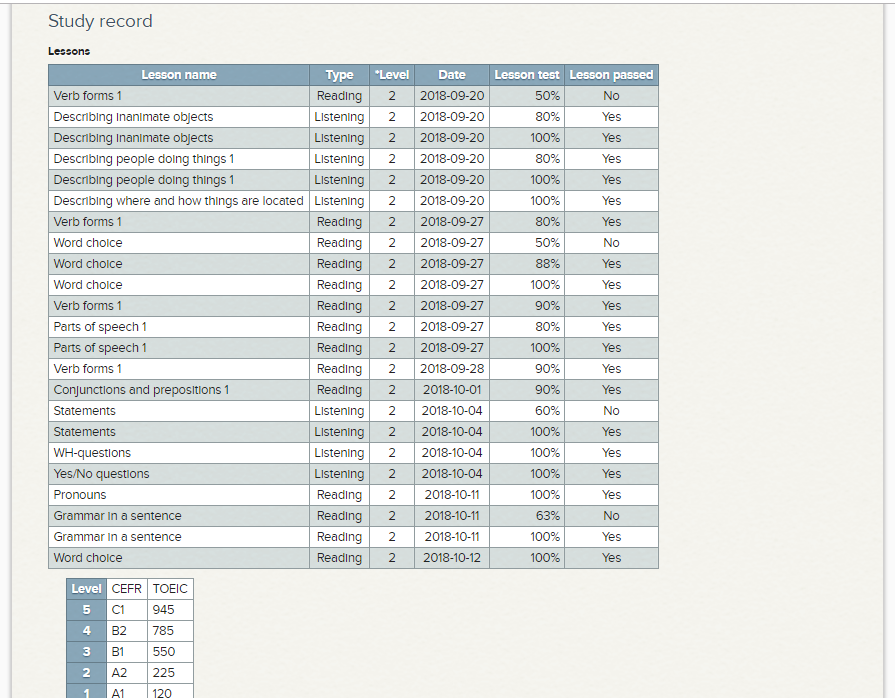 Study record
Lessons
Lesson name Type *Level Date Lesson test Lesson passed
Verb forms 1 Reading 2 2018-09-20 50% No
Describing inanimate objects Listening 2 2018-09-20 80% Yes
Describing inanimate objects Listening 2 2018-09-20 100% Yes
Describing people doing things 1 Listening 2 2018-09-20 80% Yes
Describing people doing things 1 Listening 2 2018-09-20 100% Yes
Describing where and how things are located Listening 2 2018-09-20 100% Yes
Verb forms 1 Reading 2 2018-09-27 80% Yes
Word choice Reading 2 2018-09-27 50% No
Word choice Reading 2 2018-09-27 88% Yes
Word choice Reading 2 2018-09-27 100% Yes
Verb forms 1 Reading 2 2018-09-27 90% Yes
Parts of speech 1 Reading 2 2018-09-27 80% Yes
Parts of speech 1 Reading 2 2018-09-27 100% Yes
Verb forms 1 Reading 2 2018-09-28 90% Yes
Conjunctions and prepositions 1 Reading 2 2018-10-01 90% Yes
Statements Listening 2 2018-10-04 60% No
Statements Listening 2 2018-10-04 100% Yes
WH-questions Listening 2 2018-10-04 100% Yes
Yes/No questions Listening 2 2018-10-04 100% Yes
Pronouns Reading 2 2018-10-11 100% Yes
Grammar in a sentence Reading 2 2018-10-11 63% No
Grammar in a sentence Reading 2 2018-10-11 100% Yes
Word choice Reading 2 2018-10-12 100% Yes
Level CEFR TOEIC
5 C1 945
4 B2 785
3 B1 550
2 A2 225
1 A1 120